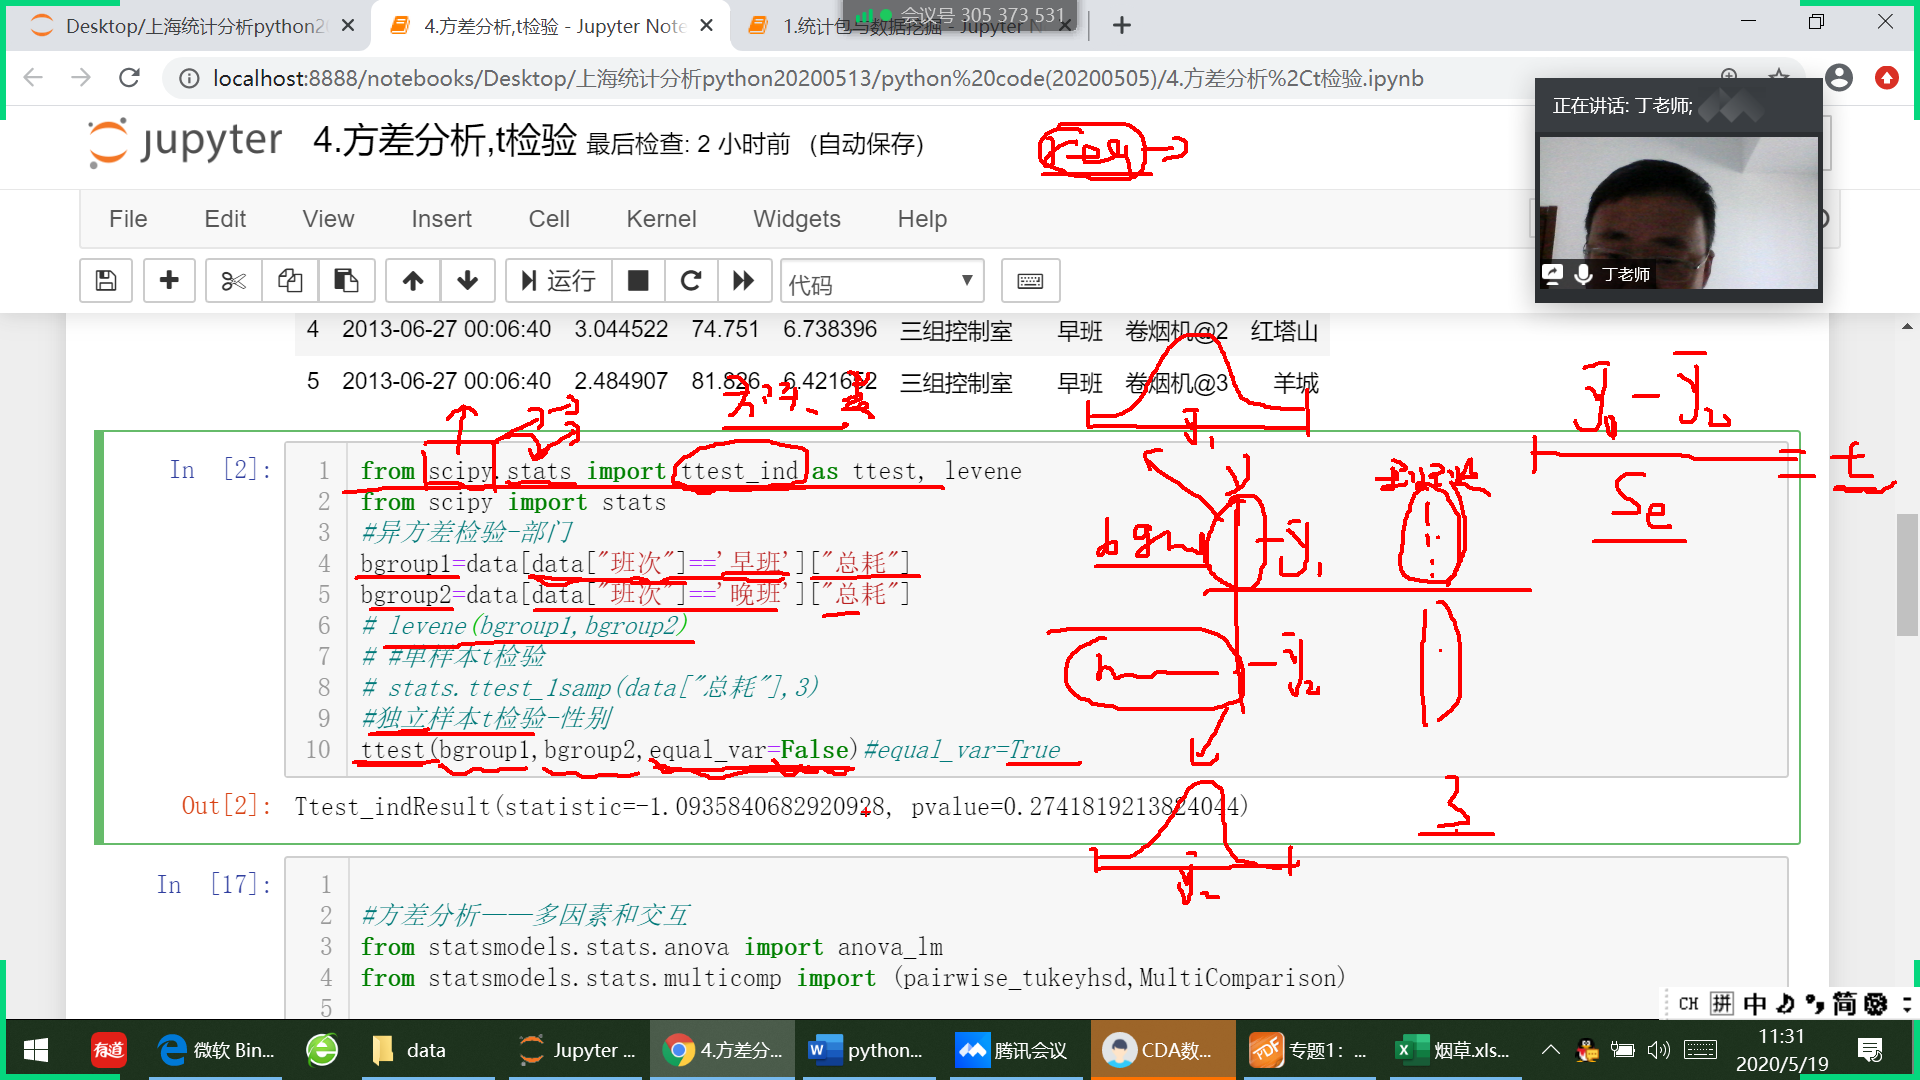 会议号 305 373 531
Desktop/上海统计分析python20
4.方差分析,t检验 - Jupyter Note
1.统计包与数据挖掘 - Jupyter N
localhost:8888/notebooks/Desktop/上海统计分析python20200513/python%20code(20200505)/4.方差分析%2Ct检验.ipynb
正在讲话: 丁老师;
丁老师
jupyter 4.方差分析,t检验 最后检查: 2 小时前 (自动保存)
File Edit View Insert Cell Kernel Widgets Help
运行 代码
4 2013-06-27 00:06:40 3.044522 74.751 6.738396 三组控制室 早班 卷烟机@2 红塔山
5 2013-06-27 00:06:40 2.484907 81.826 6.421652 三组控制室 早班 卷烟机@3 羊城
In [2]:
1 from scipy.stats import ttest_ind as ttest, levene
2 from scipy import stats
3 #异方差检验-部门
4 bgroup1=data[data["班次"]=='早班']["总耗"]
5 bgroup2=data[data["班次"]=='晚班']["总耗"]
6 # levene(bgroup1,bgroup2)
7 # #单样本t检验
8 # stats.ttest_1samp(data["总耗"],3)
9 #独立样本t检验-性别
10 ttest(bgroup1,bgroup2,equal_var=False)#equal_var=True
Out[2]: Ttest_indResult(statistic=-1.0935840682920928, pvalue=0.2741819213824044)
In [17]:
1
2 #方差分析——多因素和交互
3 from statsmodels.stats.anova import anova_lm
4 from statsmodels.stats.multicomp import (pairwise_tukeyhsd,MultiComparison)
5
CH 拼 中 简
有道 微软 Bin... data Jupyter ... 4.方差分... python... 腾讯会议 CDA数... 专题1：... 烟草.xls...
11:31
2020/5/19